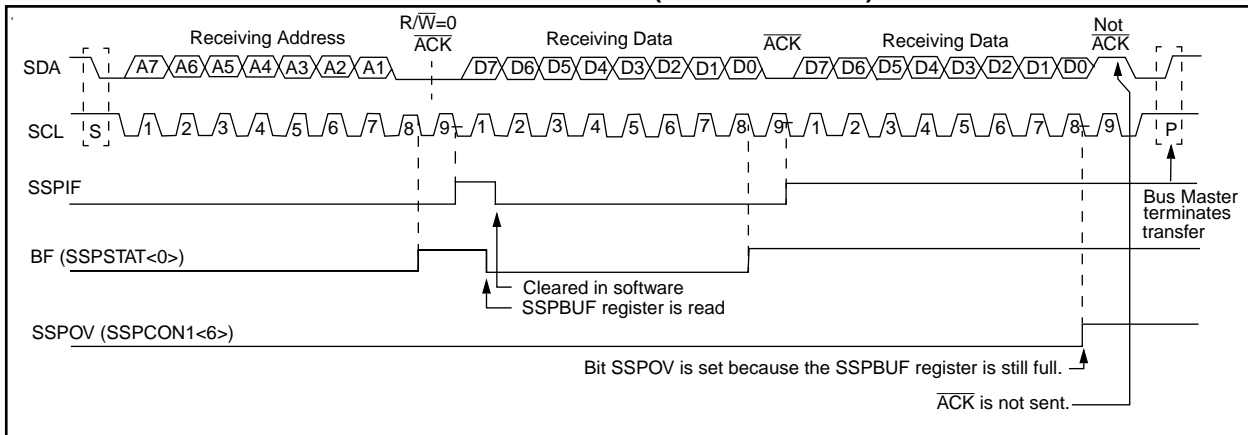 R/W=0
Receiving Address ACK Receiving Data ACK Receiving Data Not ACK
SDA A7 A6 A5 A4 A3 A2 A1 D7 D6 D5 D4 D3 D2 D1 D0 D7 D6 D5 D4 D3 D2 D1 D0
SCL S 1 2 3 4 5 6 7 8 9 1 2 3 4 5 6 7 8 9 1 2 3 4 5 6 7 8 9 P
SSPIF
Bus Master
terminates
transfer
BF (SSPSTAT<0>)
Cleared in software
SSPBUF register is read
SSPOV (SSPCON1<6>)
Bit SSPOV is set because the SSPBUF register is still full.
ACK is not sent.